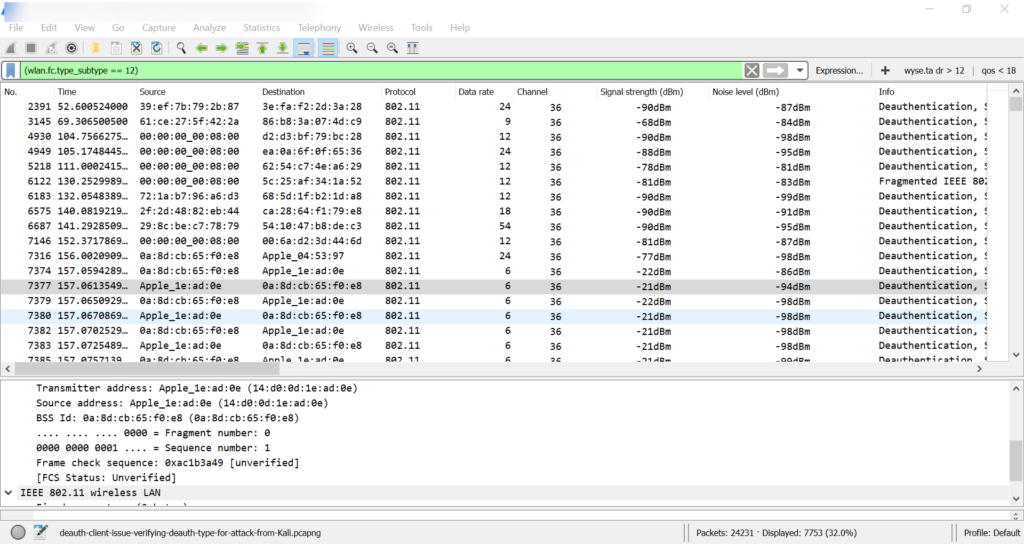 File Edit View Go Capture Analyze Statistics Telephony Wireless Tools Help
(wlan.fc.type_subtype == 12) Expression... + wyse.ta dr > 12 qos < 18
No. Time Source Destination Protocol Data rate Channel Signal strength (dBm) Noise level (dBm) Info
2391 52.600524000 39:ef:7b:79:2b:87 3e:fa:f2:2d:3a:28 802.11 24 36 -90dBm -87dBm Deauthentication, S
3145 69.306500500 61:ce:27:5f:42:2a 86:b8:3a:07:4d:c9 802.11 9 36 -68dBm -84dBm Deauthentication, S
4930 104.7566275… 00:00:00_00:08:00 d2:d3:bf:79:bc:28 802.11 12 36 -90dBm -98dBm Deauthentication, S
4949 105.1748445… 00:00:00_00:08:00 ea:0a:6f:0f:65:36 802.11 24 36 -88dBm -95dBm Deauthentication, S
5218 111.0002415… 00:00:00_00:08:00 62:54:c7:4e:a6:29 802.11 12 36 -78dBm -81dBm Deauthentication, S
6122 130.2529989… 00:00:00_00:08:00 5c:25:af:34:1a:52 802.11 12 36 -81dBm -83dBm Fragmented IEEE 802
6183 132.0548389… 72:1a:b7:96:a6:d3 68:5d:1f:b2:1d:a8 802.11 12 36 -90dBm -99dBm Deauthentication, S
6575 140.0819219… 2f:2d:48:82:eb:44 ca:28:64:f1:79:e8 802.11 18 36 -90dBm -91dBm Deauthentication, S
6687 141.2928509… 29:8c:be:c7:78:79 54:10:47:b8:de:c3 802.11 54 36 -90dBm -95dBm Deauthentication, S
7146 152.3717869… 00:00:00_00:08:00 00:6a:d2:3d:44:6d 802.11 12 36 -81dBm -87dBm Deauthentication, S
7316 156.0020909… 0a:8d:cb:65:f0:e8 Apple_04:53:97 802.11 24 36 -77dBm -98dBm Deauthentication, S
7374 157.0594289… 0a:8d:cb:65:f0:e8 Apple_1e:ad:0e 802.11 6 36 -22dBm -86dBm Deauthentication, S
7377 157.0613549… Apple_1e:ad:0e 0a:8d:cb:65:f0:e8 802.11 6 36 -21dBm -94dBm Deauthentication, S
7379 157.0650929… 0a:8d:cb:65:f0:e8 Apple_1e:ad:0e 802.11 6 36 -22dBm -98dBm Deauthentication, S
7380 157.0670869… Apple_1e:ad:0e 0a:8d:cb:65:f0:e8 802.11 6 36 -21dBm -98dBm Deauthentication, S
7382 157.0702529… 0a:8d:cb:65:f0:e8 Apple_1e:ad:0e 802.11 6 36 -21dBm -98dBm Deauthentication, S
7383 157.0725489… Apple_1e:ad:0e 0a:8d:cb:65:f0:e8 802.11 6 36 -21dBm -98dBm Deauthentication, S
7385 157.0757139… 0a:8d:cb:65:f0:e8 Apple_1e:ad:0e 802.11 6 36 -21dBm -99dBm Deauthentication, S
Transmitter address: Apple_1e:ad:0e (14:d0:0d:1e:ad:0e)
Source address: Apple_1e:ad:0e (14:d0:0d:1e:ad:0e)
BSS Id: 0a:8d:cb:65:f0:e8 (0a:8d:cb:65:f0:e8)
.... .... .... 0000 = Fragment number: 0
0000 0000 0001 .... = Sequence number: 1
Frame check sequence: 0xac1b3a49 [unverified]
[FCS Status: Unverified]
IEEE 802.11 wireless LAN
deauth-client-issue-verifying-deauth-type-for-attack-from-Kali.pcapng Packets: 24231 · Displayed: 7753 (32.0%) Profile: Default